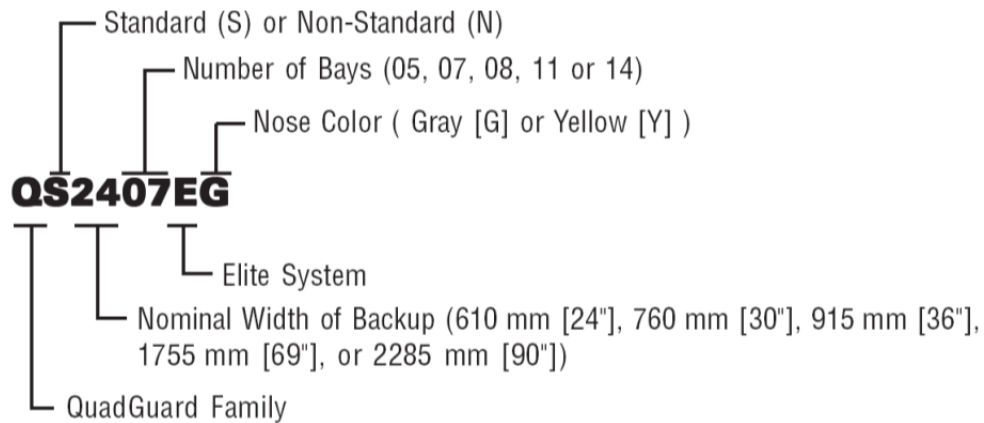 Standard (S) or Non-Standard (N)
Number of Bays (05, 07, 08, 11 or 14)
Nose Color ( Gray [G] or Yellow [Y] )
QS2407EG
Elite System
Nominal Width of Backup (610 mm [24"], 760 mm [30"], 915 mm [36"],
1755 mm [69"], or 2285 mm [90"])
QuadGuard Family